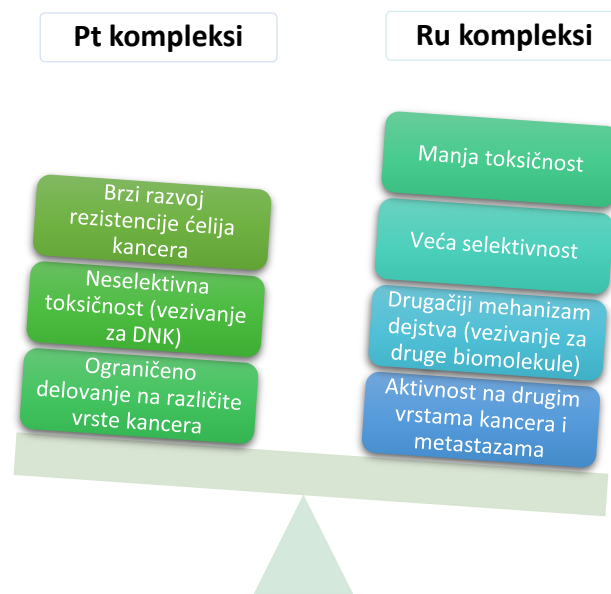 Pt kompleksi
Ru kompleksi
Brzi razvoj
rezistencije ćelija
kancera
Neselektivna
toksičnost (vezivanje
za DNK)
Ograničeno
delovanje na različite
vrste kancera
Manja toksičnost
Veća selektivnost
Drugačiji mehanizam
dejstva (vezivanje za
druge biomolekule)
Aktivnost na drugim
vrstama kancera i
metastazama